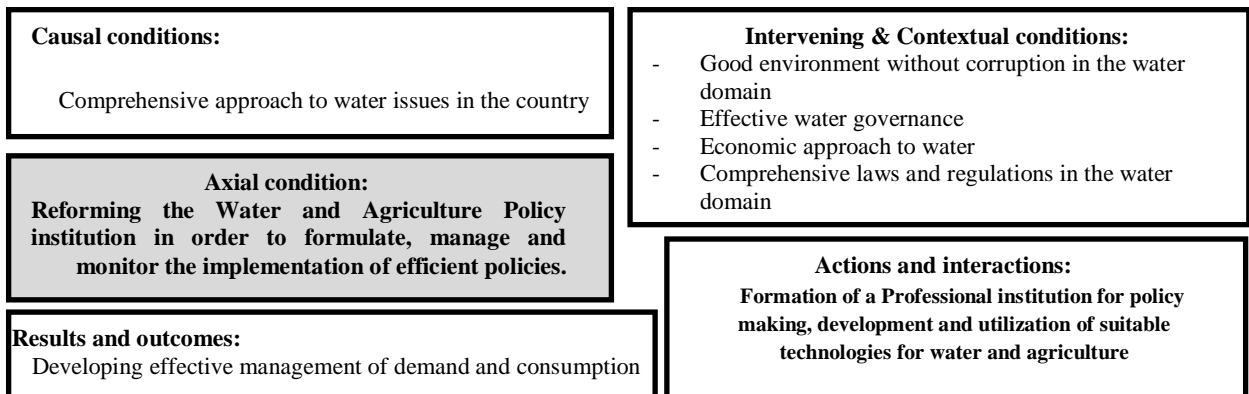 Causal conditions:
Comprehensive approach to water issues in the country
Intervening & Contextual conditions:
- Good environment without corruption in the water
domain
- Effective water governance
- Economic approach to water
- Comprehensive laws and regulations in the water
domain
Axial condition:
Reforming the Water and Agriculture Policy
institution in order to formulate, manage and
monitor the implementation of efficient policies.
Actions and interactions:
Formation of a Professional institution for policy
making, development and utilization of suitable
technologies for water and agriculture
Results and outcomes:
Developing effective management of demand and consumption